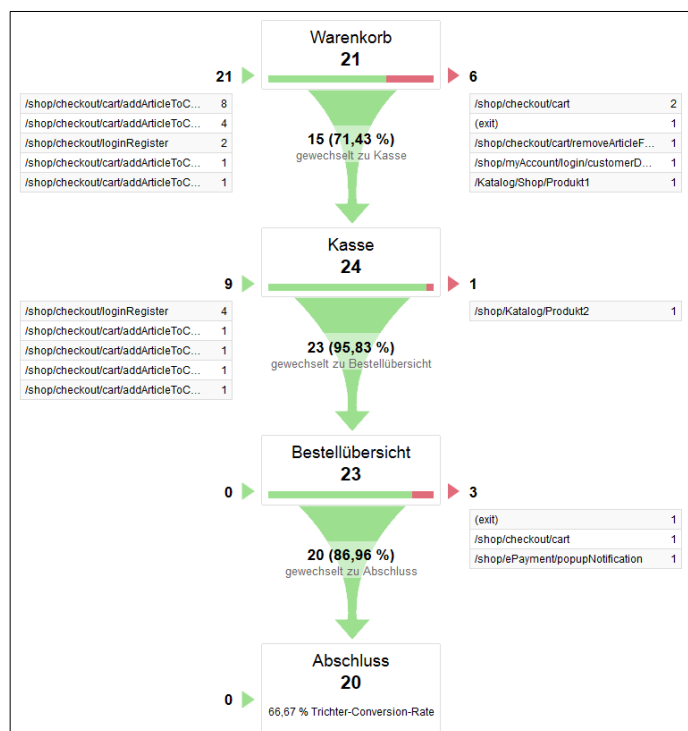 Warenkorb
21
21
6
/shop/checkout/cart/addArticleToC... 8
/shop/checkout/cart/addArticleToC... 4
/shop/checkout/loginRegister 2
/shop/checkout/cart/addArticleToC... 1
/shop/checkout/cart/addArticleToC... 1
15 (71,43 %)
gewechselt zu Kasse
/shop/checkout/cart 2
(exit) 1
/shop/checkout/cart/removeArticleF... 1
/shop/myAccount/login/customerD... 1
/Katalog/Shop/Produkt1 1
Kasse
24
9
1
/shop/checkout/loginRegister 4
/shop/checkout/cart/addArticleToC... 1
/shop/checkout/cart/addArticleToC... 1
/shop/checkout/cart/addArticleToC... 1
/shop/checkout/cart/addArticleToC... 1
23 (95,83 %)
gewechselt zu Bestellübersicht
/shop/Katalog/Produkt2 1
Bestellübersicht
23
0
3
20 (86,96 %)
gewechselt zu Abschluss
(exit) 1
/shop/checkout/cart 1
/shop/ePayment/popupNotification 1
Abschluss
20
0
66,67 % Trichter-Conversion-Rate